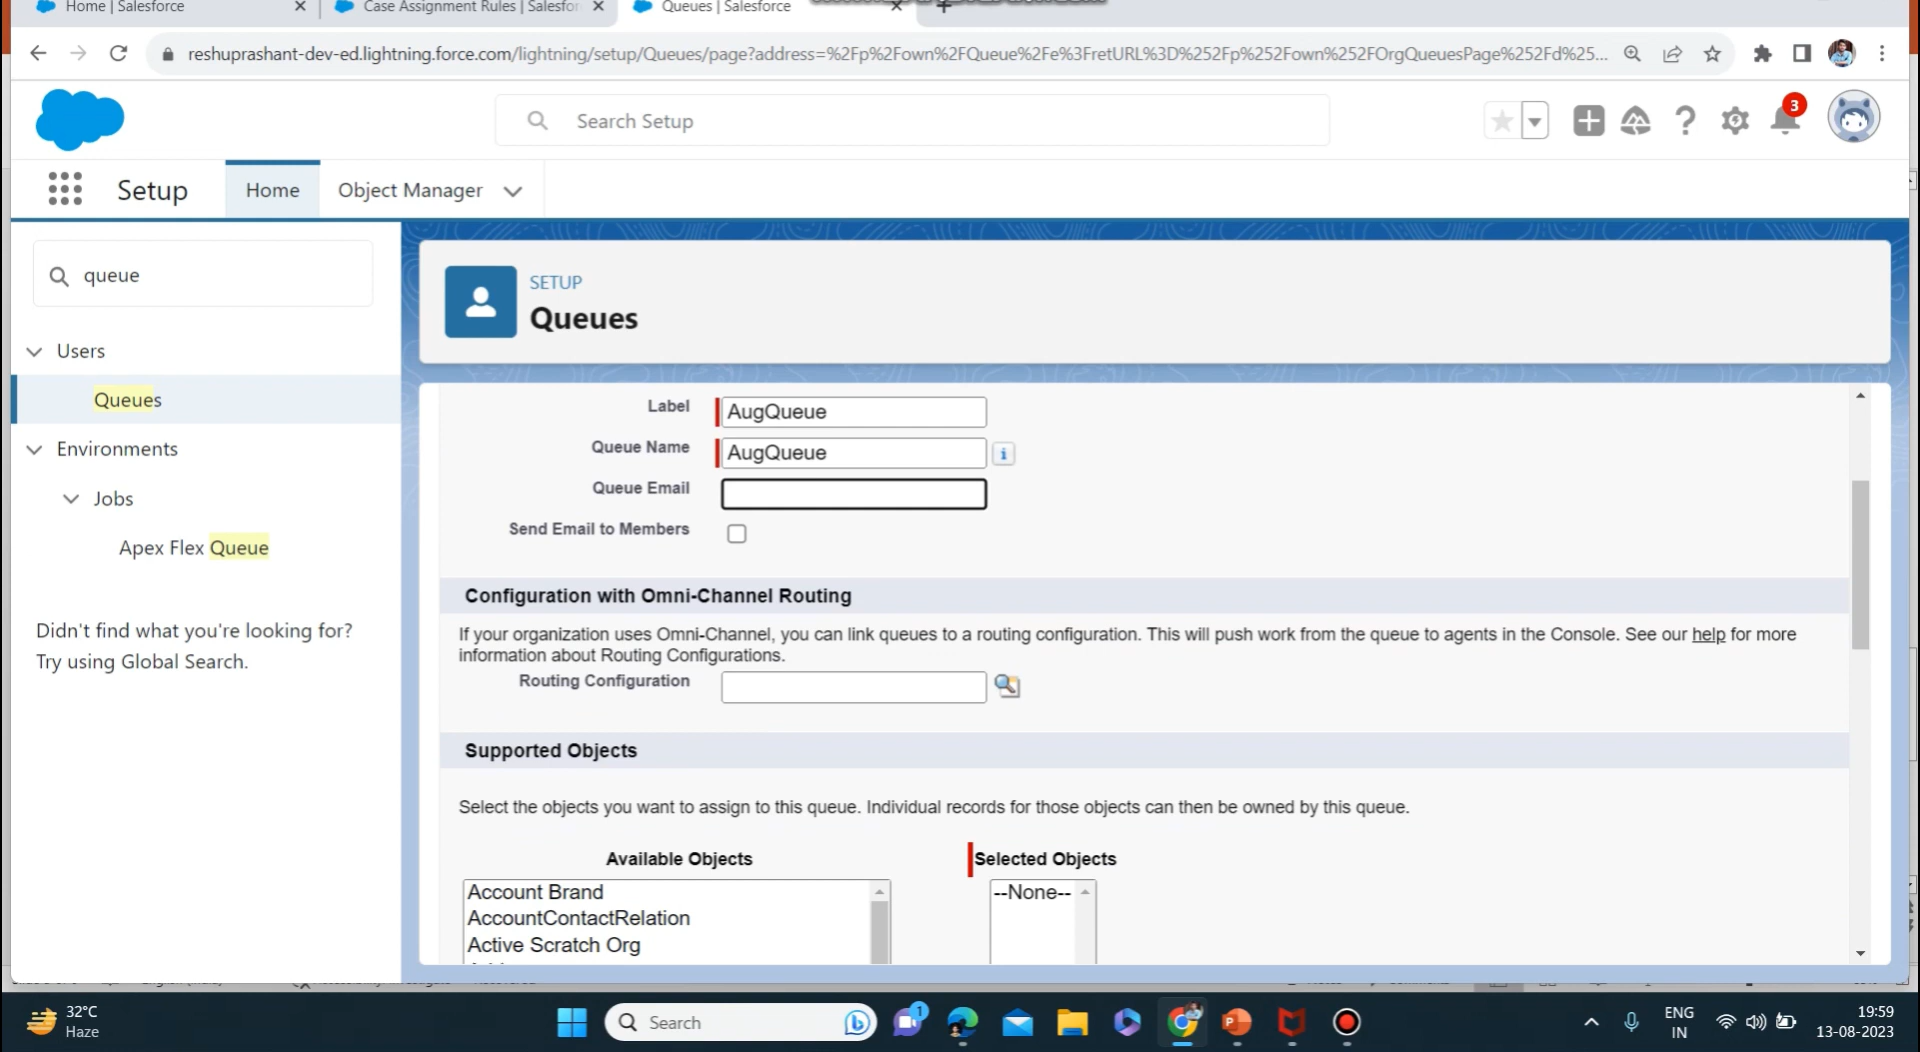 Home | Salesforce
Case Assignment Rules | Salesfor
Queues | Salesforce
reshuprashant-dev-ed.lightning.force.com/lightning/setup/Queues/page?address=%2Fp%2Fown%2FQueue%2Fe%3FretURL%3D%252Fp%252Fown%252FOrgQueuesPage%252Fd%25...
Search Setup
3
Setup
Home
Object Manager
queue
Users
Queues
Environments
Jobs
Apex Flex Queue
Didn't find what you're looking for?
Try using Global Search.
SETUP
Queues
Label
AugQueue
Queue Name
AugQueue
i
Queue Email
Send Email to Members
Configuration with Omni-Channel Routing
If your organization uses Omni-Channel, you can link queues to a routing configuration. This will push work from the queue to agents in the Console. See our help for more
information about Routing Configurations.
Routing Configuration
Supported Objects
Select the objects you want to assign to this queue. Individual records for those objects can then be owned by this queue.
Available Objects
Selected Objects
Account Brand
--None--
AccountContactRelation
Active Scratch Org
32°C
Haze
Search
1
ENG
IN
19:59
13-08-2023